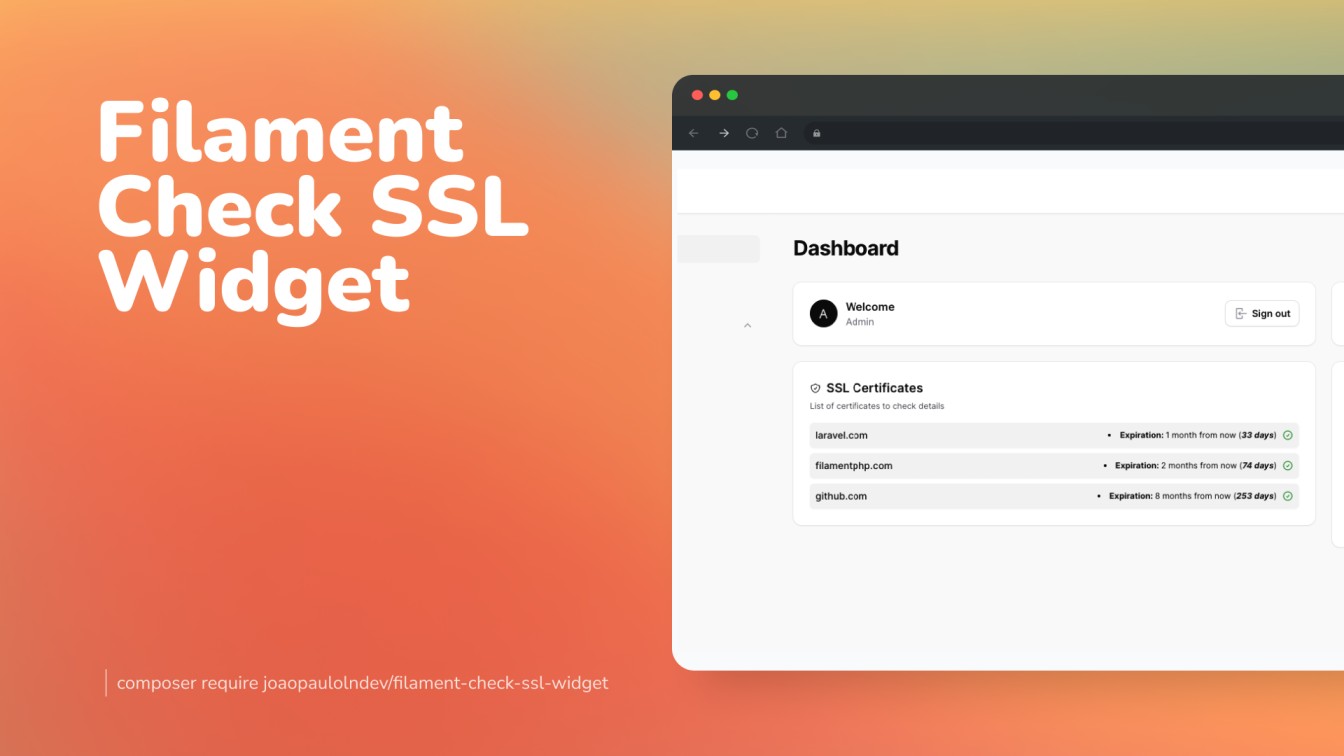 Filament
Check SSL
Widget
composer require joaopaulolndev/filament-check-ssl-widget
Dashboard
A
Welcome
Admin
Sign out
SSL Certificates
List of certificates to check details
laravel.com • Expiration: 1 month from now (33 days)
filamentphp.com • Expiration: 2 months from now (74 days)
github.com • Expiration: 8 months from now (253 days)